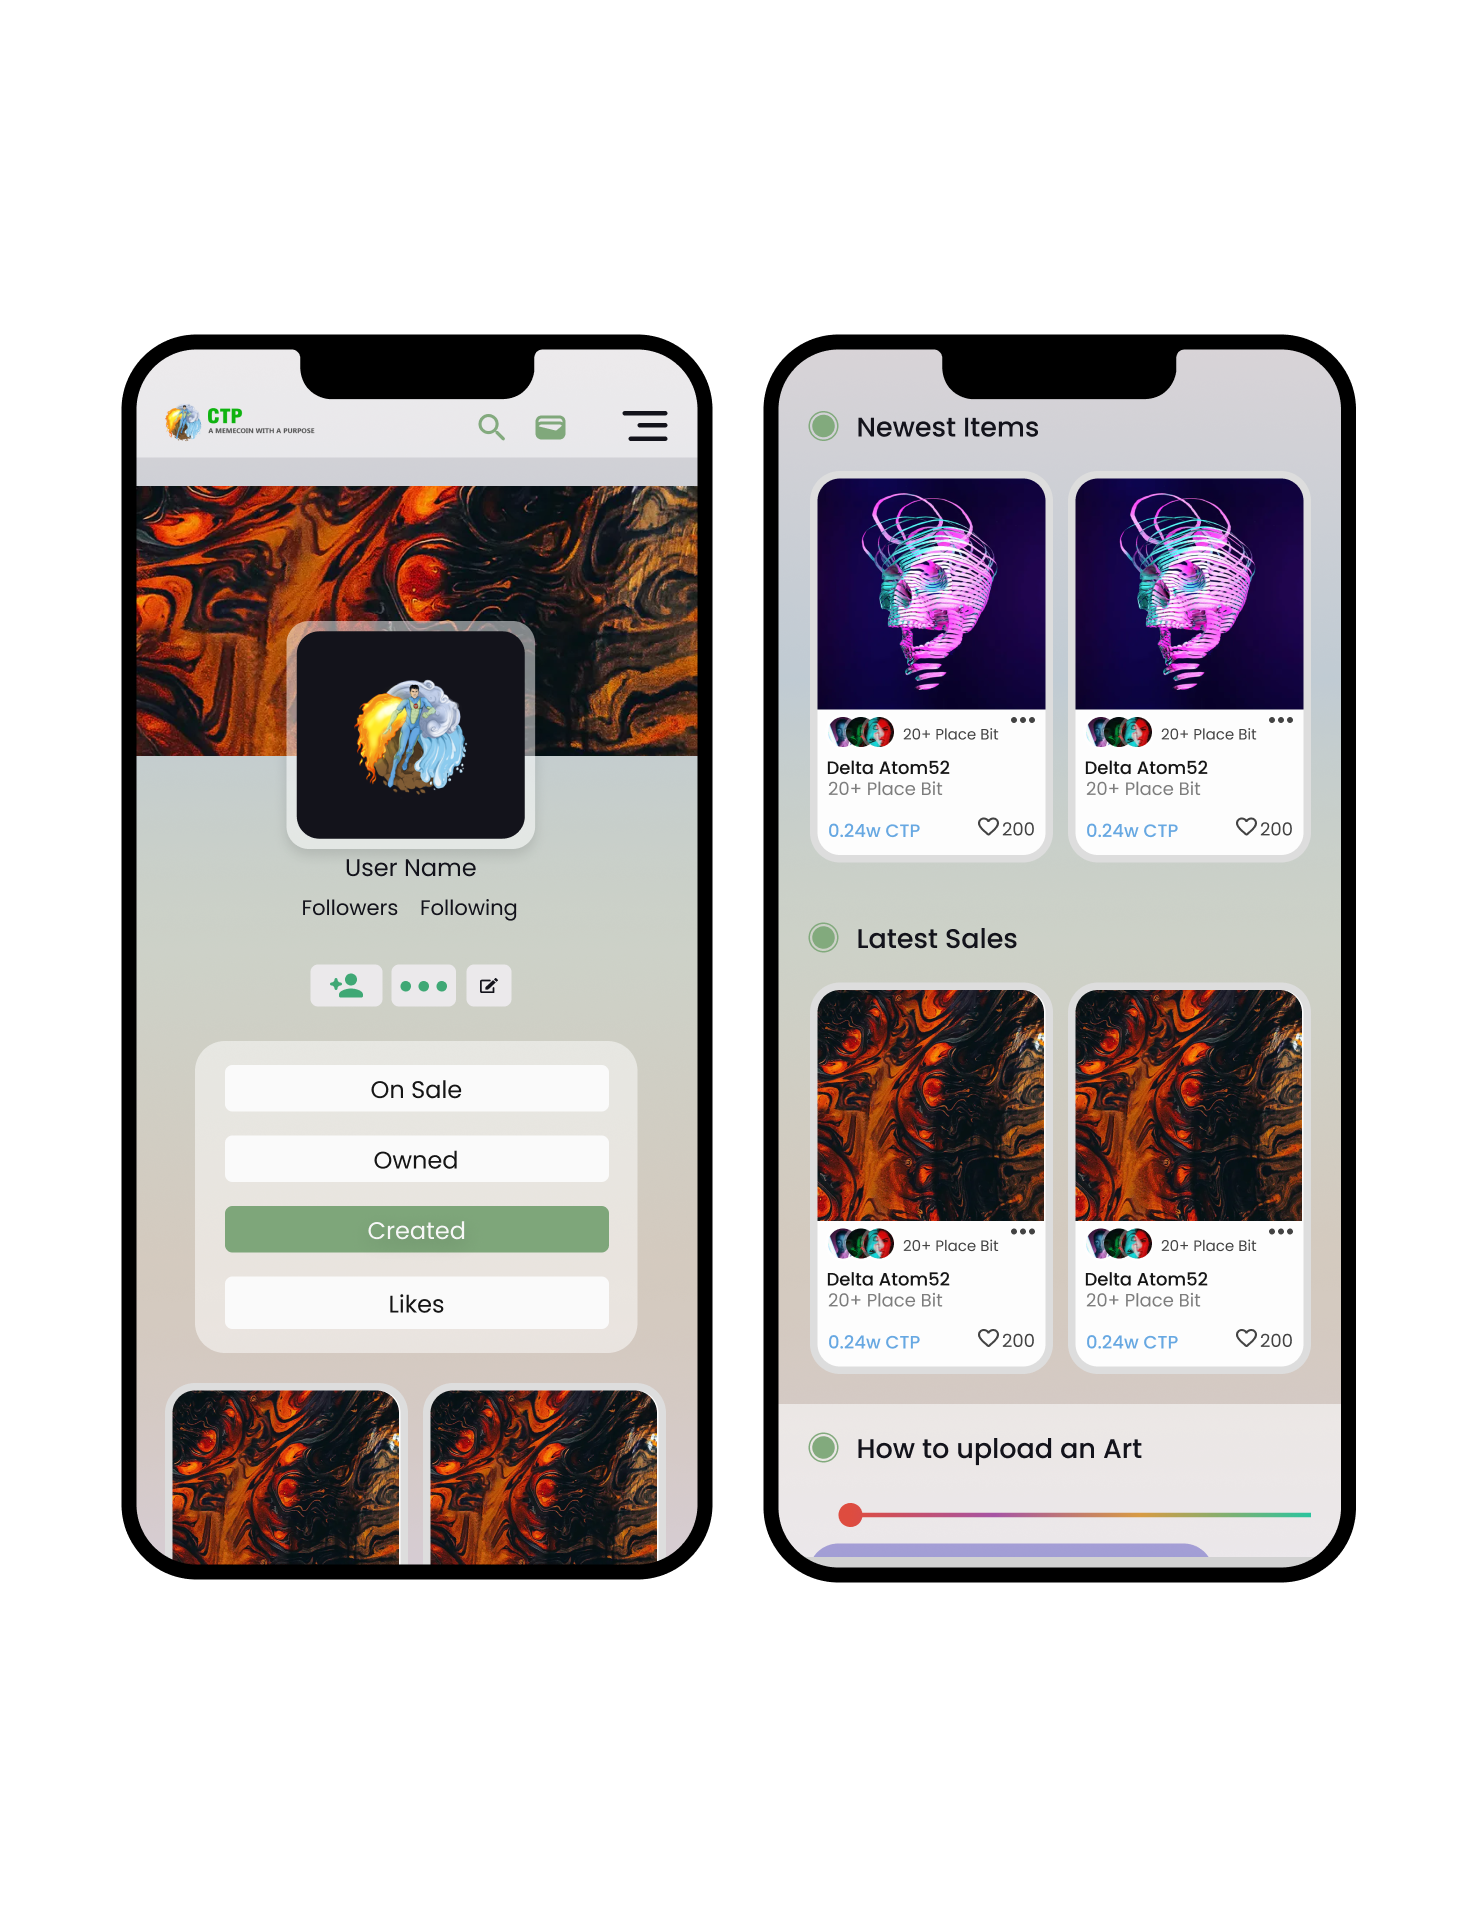 CTP
A MEMECOIN WITH A PURPOSE
User Name
Followers Following
On Sale
Owned
Created
Likes
Newest Items
20+ Place Bit
Delta Atom52
20+ Place Bit
0.24w CTP 200
20+ Place Bit
Delta Atom52
20+ Place Bit
0.24w CTP 200
Latest Sales
20+ Place Bit
Delta Atom52
20+ Place Bit
0.24w CTP 200
20+ Place Bit
Delta Atom52
20+ Place Bit
0.24w CTP 200
How to upload an Art